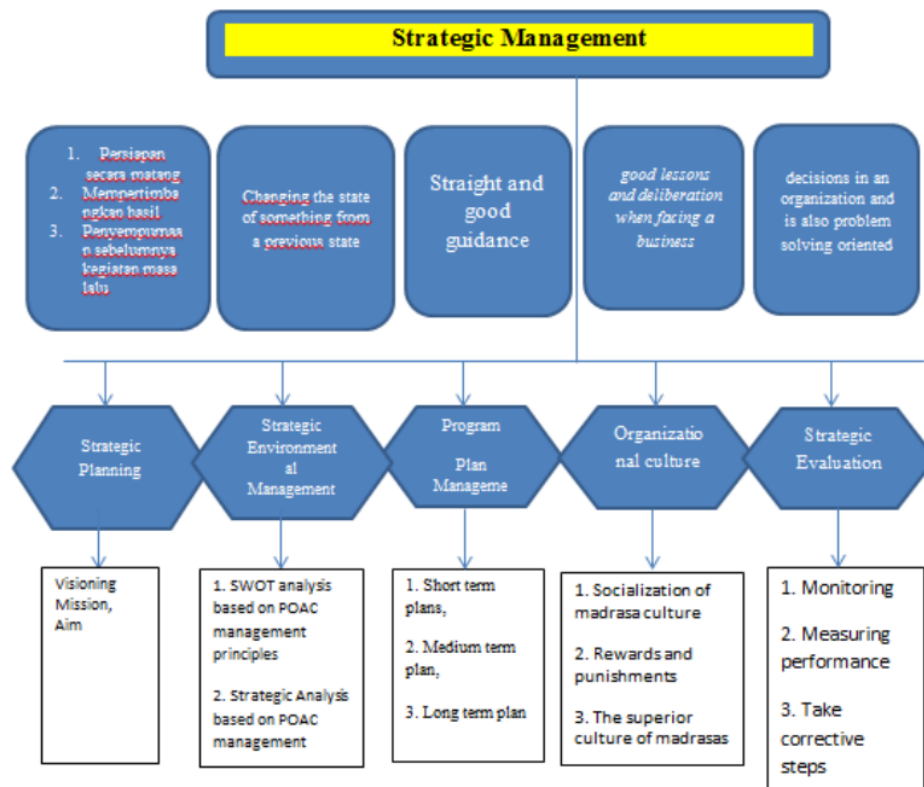 Strategic Management
1. Persiapan
secara matang
2. Mempertimba
ngkan hasil
3. Penyempurnaa
n sebelumnya
kegiatan masa
lalu
Changing the state
of something from
a previous state
Straight and
good
guidance
good lessons
and deliberation
when facing a
business
decisions in an
organization and
is also problem
solving oriented
Strategic
Planning
Strategic
Environment
al
Management
Program
Plan
Manageme
Organizatio
nal culture
Strategic
Evaluation
Visioning
Mission,
Aim
1. SWOT analysis
based on POAC
management
principles
2. Strategic Analysis
based on POAC
management
1. Short term
plans,
2. Medium term
plan,
3. Long term plan
1. Socialization of
madrasa culture
2. Rewards and
punishments
3. The superior
culture of madrasas
1. Monitoring
2. Measuring
performance
3. Take
corrective
steps